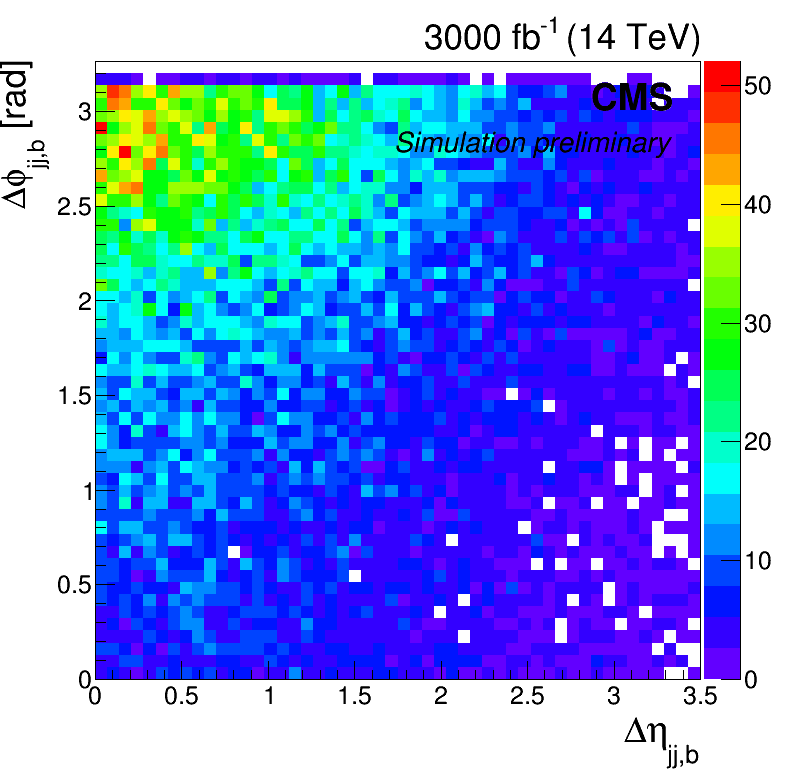 3000 fb⁻¹ (14 TeV)
CMS
Simulation preliminary
Δϕjj,b [rad]
3
2.5
2
1.5
1
0.5
0
0 0.5 1 1.5 2 2.5 3 3.5
Δηjj,b
50
40
30
20
10
0